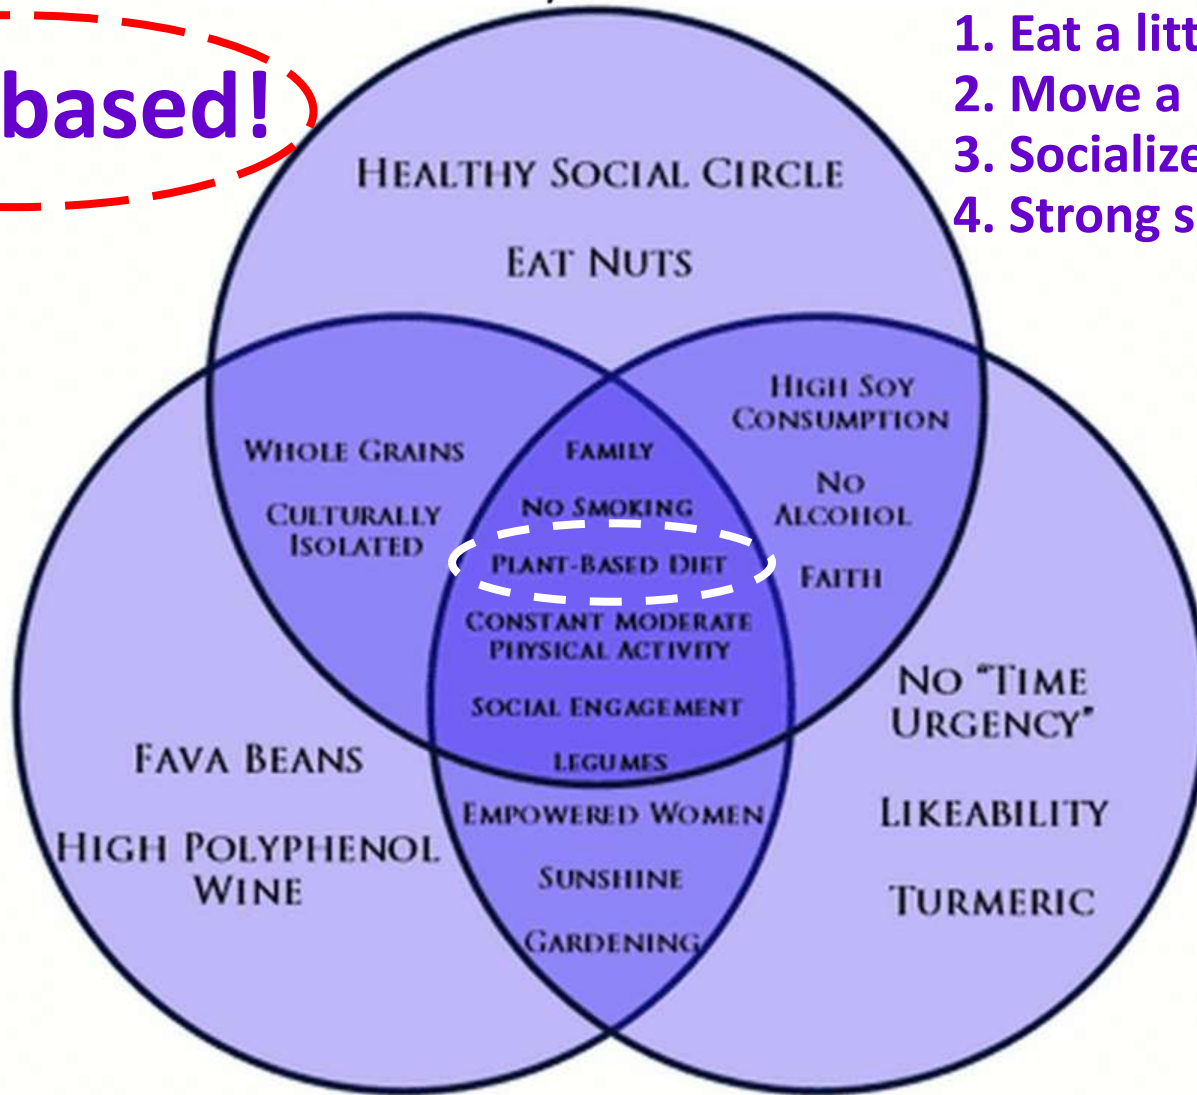 based!
1. Eat a litt
2. Move a
3. Socialize
4. Strong s
HEALTHY SOCIAL CIRCLE
EAT NUTS
WHOLE GRAINS
CULTURALLY
ISOLATED
FAMILY
NO SMOKING
PLANT-BASED DIET
CONSTANT MODERATE
PHYSICAL ACTIVITY
SOCIAL ENGAGEMENT
LEGUMES
HIGH SOY
CONSUMPTION
NO
ALCOHOL
FAITH
FAVA BEANS
HIGH POLYPHENOL
WINE
EMPOWERED WOMEN
SUNSHINE
GARDENING
NO "TIME
URGENCY"
LIKEABILITY
TURMERIC